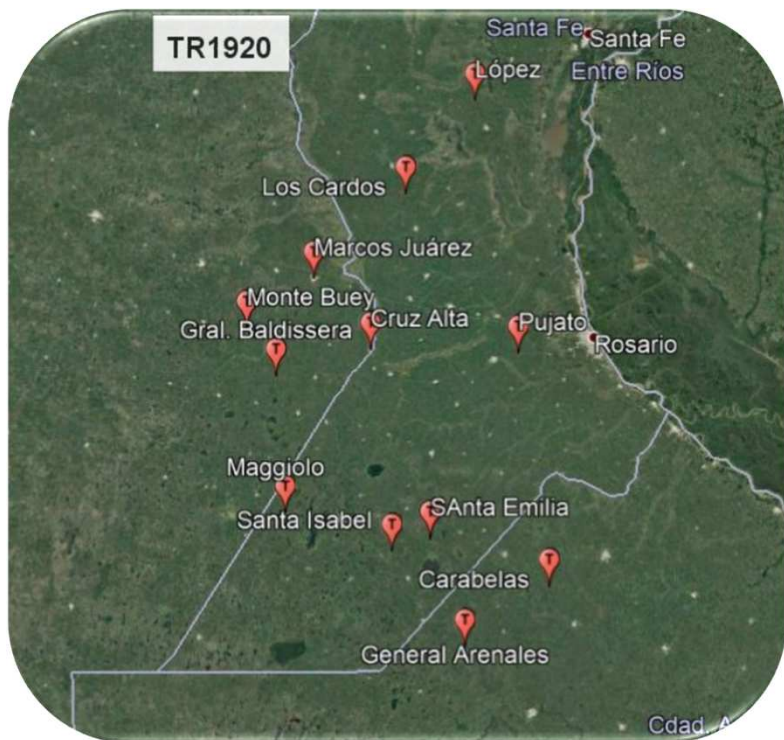 Santa Fe
Santa Fe
TR1920
López
Entre Ríos
Los Cardos
Marcos Juárez
Monte Buey
Gral. Baldissera
Cruz Alta
Pujato
Rosario
Maggiolo
Santa Isabel
SAnta Emilia
Carabelas
General Arenales
Cdad. A